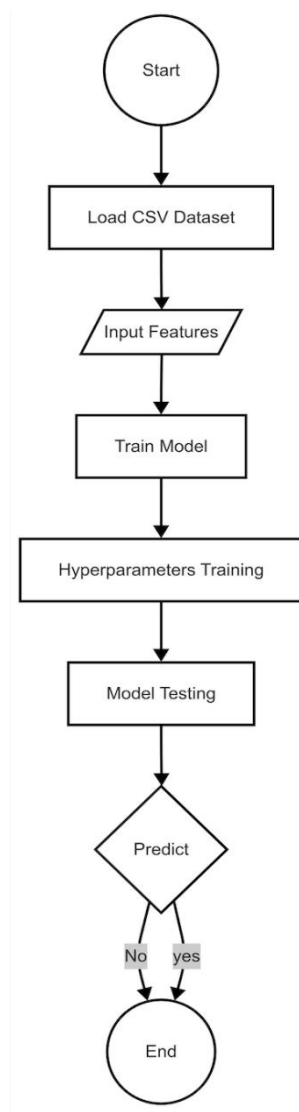 Start
Load CSV Dataset
Input Features
Train Model
Hyperparameters Training
Model Testing
Predict
No
yes
End